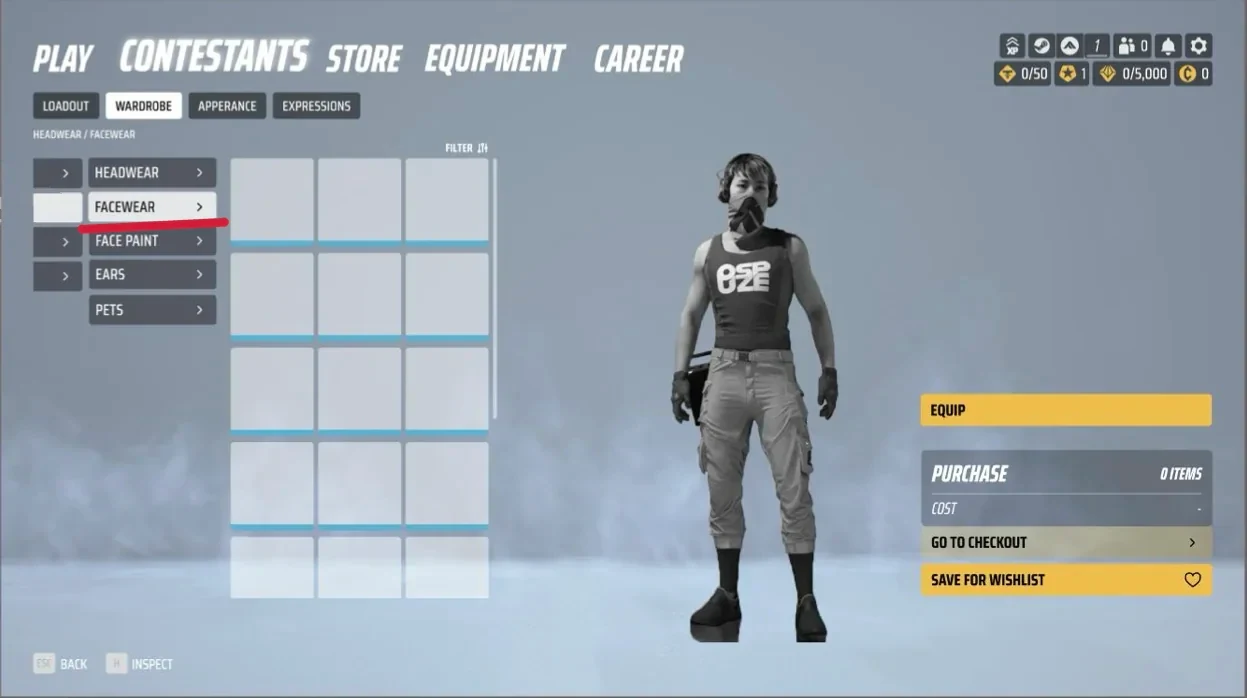 PLAY CONTESTANTS STORE EQUIPMENT CAREER
XP 1 0
0/50 1 0/5,000 C 0
LOADOUT WARDROBE APPERANCE EXPRESSIONS
HEADWEAR / FACEWEAR
FILTER
HEADWEAR
FACEWEAR
FACE PAINT
EARS
PETS
EQUIP
PURCHASE 0 ITEMS
COST -
GO TO CHECKOUT
SAVE FOR WISHLIST
ESC BACK H INSPECT